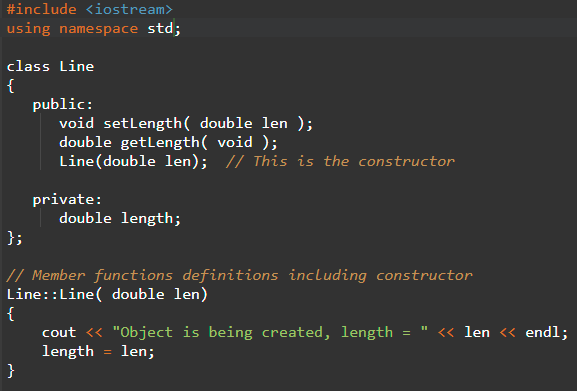 #include <iostream>
using namespace std;
class Line
{
public:
void setLength( double len );
double getLength( void );
Line(double len);  // This is the constructor
private:
double length;
};
// Member functions definitions including constructor
Line::Line( double len)
{
cout << "Object is being created, length = " << len << endl;
length = len;
}